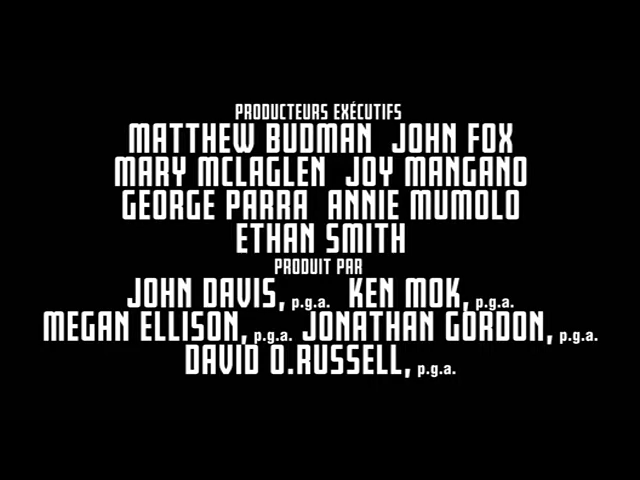 PRODUCTEURS EXÉCUTIFS
MATTHEW BUDMAN JOHN FOX
MARY MCLAGLEN JOY MANGANO
GEORGE PARRA ANNIE MUMOLO
ETHAN SMITH
PRODUIT PAR
JOHN DAVIS, p.g.a. KEN MOK, p.g.a.
MEGAN ELLISON, p.g.a. JONATHAN GORDON, p.g.a.
DAVID O.RUSSELL, p.g.a.